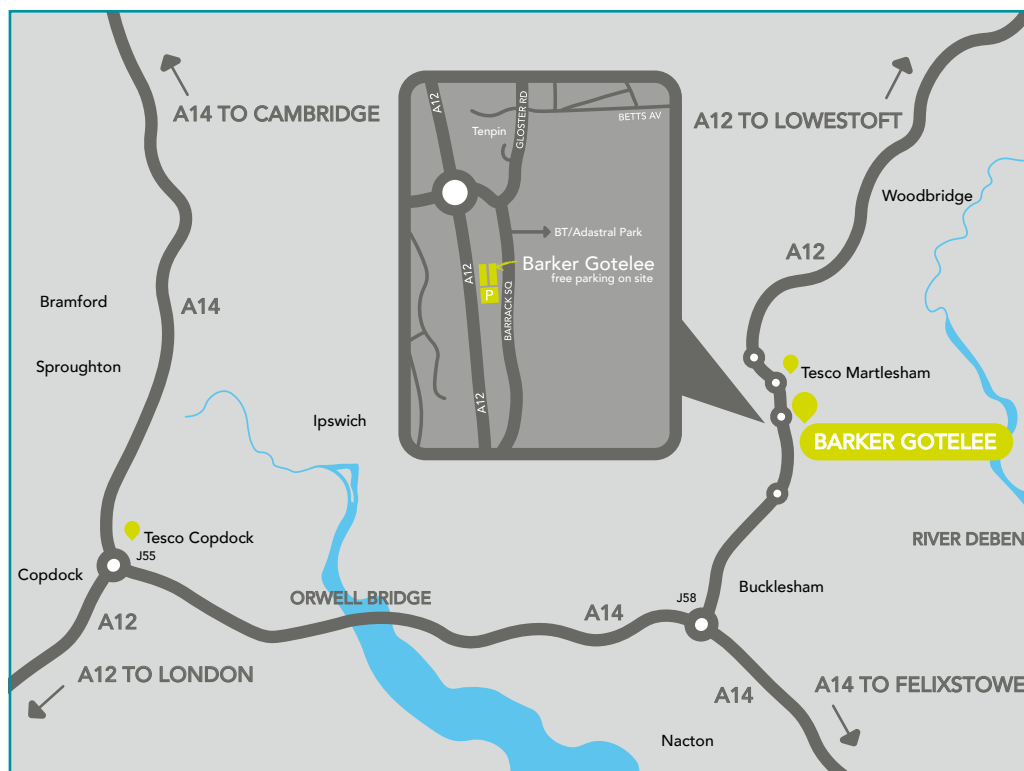 A14 TO CAMBRIDGE
A12 TO LOWESTOFT
Woodbridge
A12
A14
Bramford
Sproughton
Ipswich
A12
GLOSTER RD
BETTS AV
Tenpin
BT/Adastral Park
Barker Gotelee
free parking on site
A12
P
BARRACK SQ
A12
Tesco Martlesham
BARKER GOTELEE
RIVER DEBEN
Tesco Copdock
J55
Copdock
A12
A12 TO LONDON
ORWELL BRIDGE
A14
J58
Bucklesham
A14
A14 TO FELIXSTOWE
Nacton